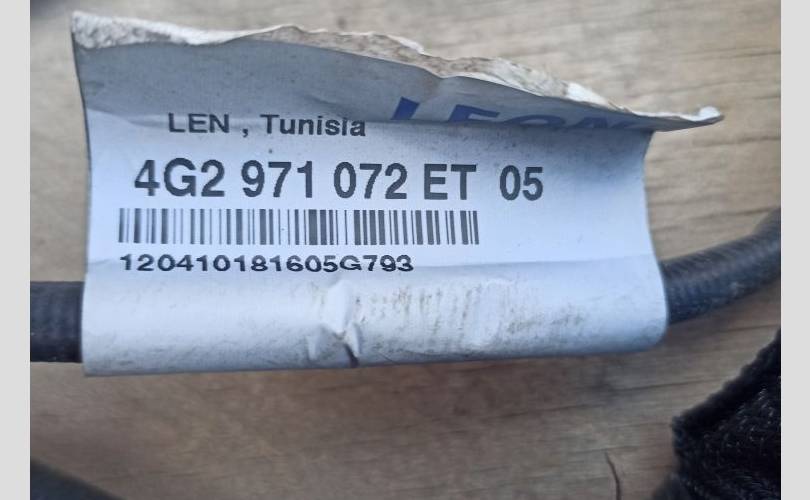 LEN , Tunisia
4G2 971 072 ET 05
120410181605G793